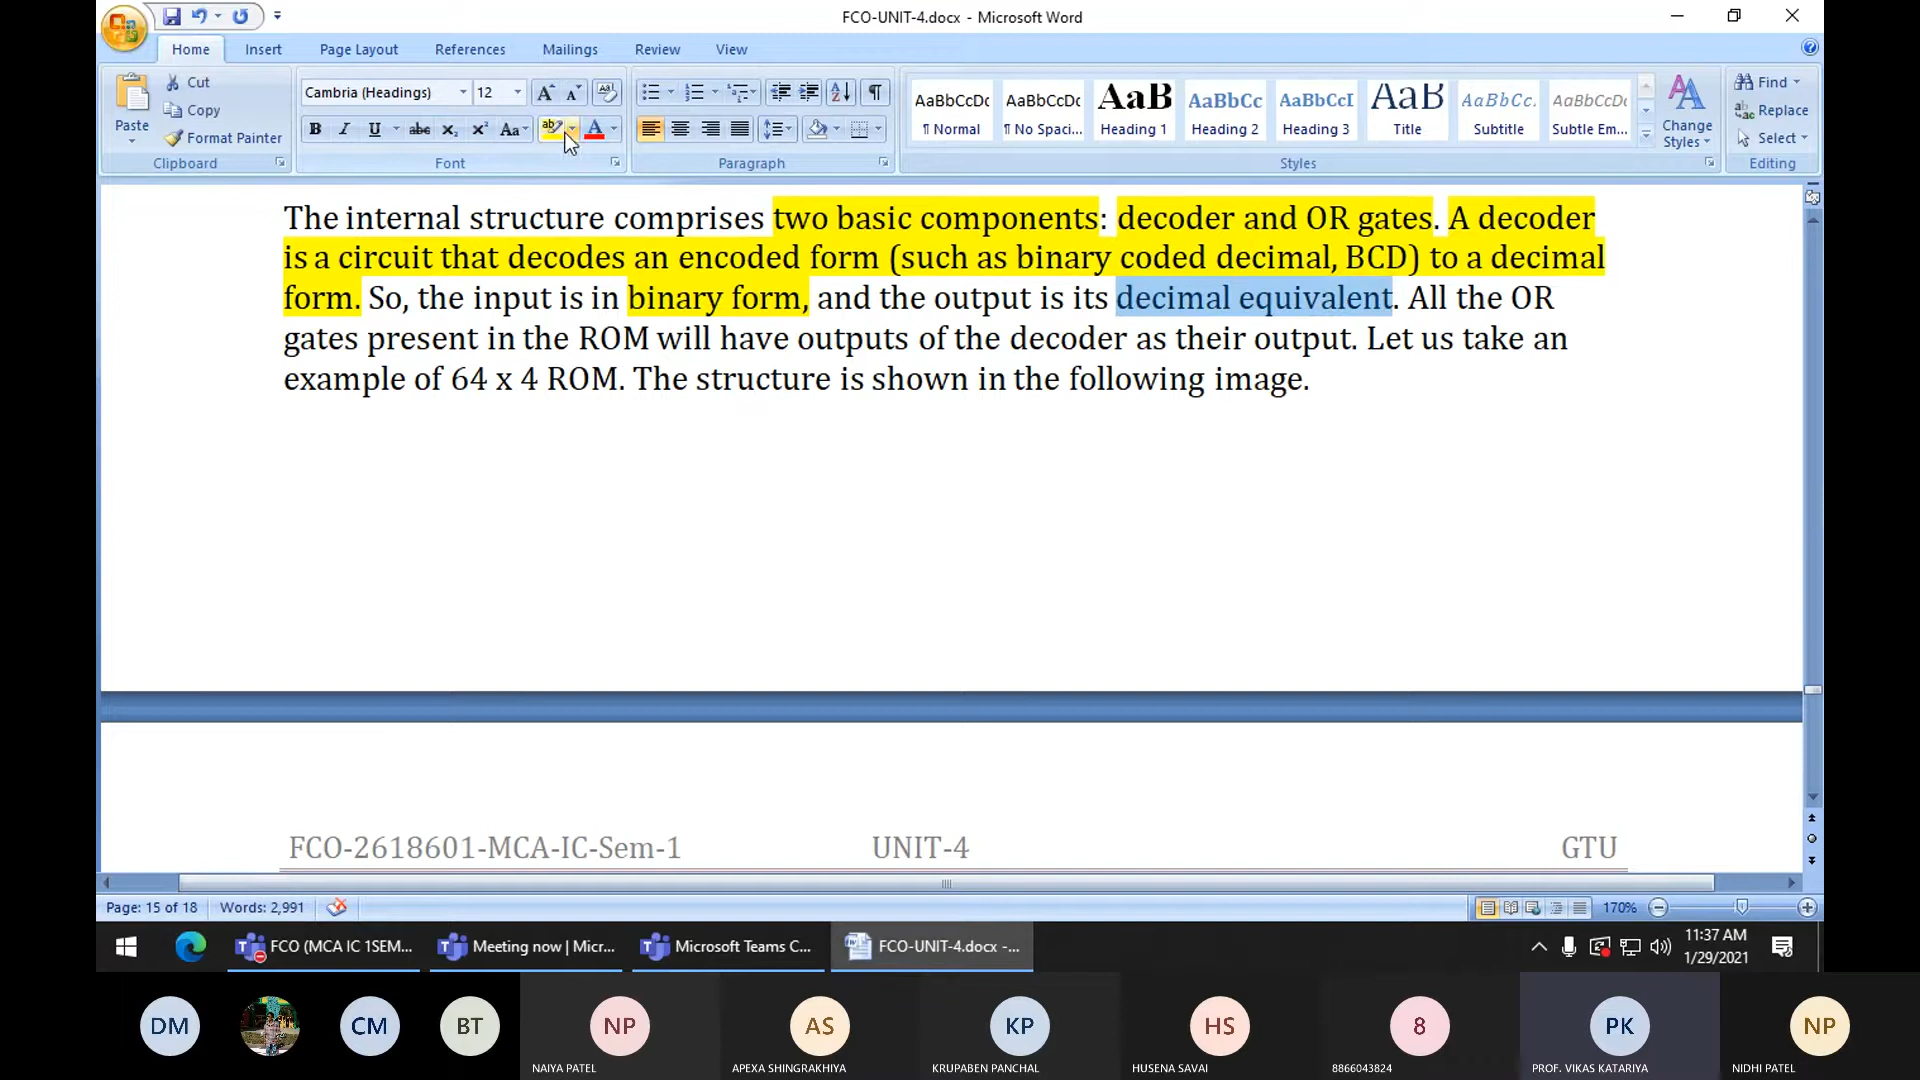 FCO-UNIT-4.docx - Microsoft Word
Home Insert Page Layout References Mailings Review View
Paste
Cut
Copy
Format Painter
Clipboard
Cambria (Headings) 12
Font
Paragraph
AaBbCcDc AaBbCcDc AaB AaBbCc AaBbCcI AaB AaBbCc. AaBbCcDc
¶ Normal ¶ No Spaci... Heading 1 Heading 2 Heading 3 Title Subtitle Subtle Em...
Change
Styles
Styles
Find
Replace
Select
Editing
The internal structure comprises two basic components: decoder and OR gates. A decoder
is a circuit that decodes an encoded form (such as binary coded decimal, BCD) to a decimal
form. So, the input is in binary form, and the output is its decimal equivalent. All the OR
gates present in the ROM will have outputs of the decoder as their output. Let us take an
example of 64 x 4 ROM. The structure is shown in the following image.
FCO-2618601-MCA-IC-Sem-1 UNIT-4 GTU
Page: 15 of 18 Words: 2,991 170%
FCO (MCA IC 1SEM... Meeting now | Micr... Microsoft Teams C... FCO-UNIT-4.docx -...
11:37 AM
1/29/2021
DM CM BT NP AS KP HS 8 PK NP
NAIYA PATEL APEXA SHINGRAKHIYA KRUPABEN PANCHAL HUSENA SAVAI 8866043824 PROF. VIKAS KATARIYA NIDHI PATEL